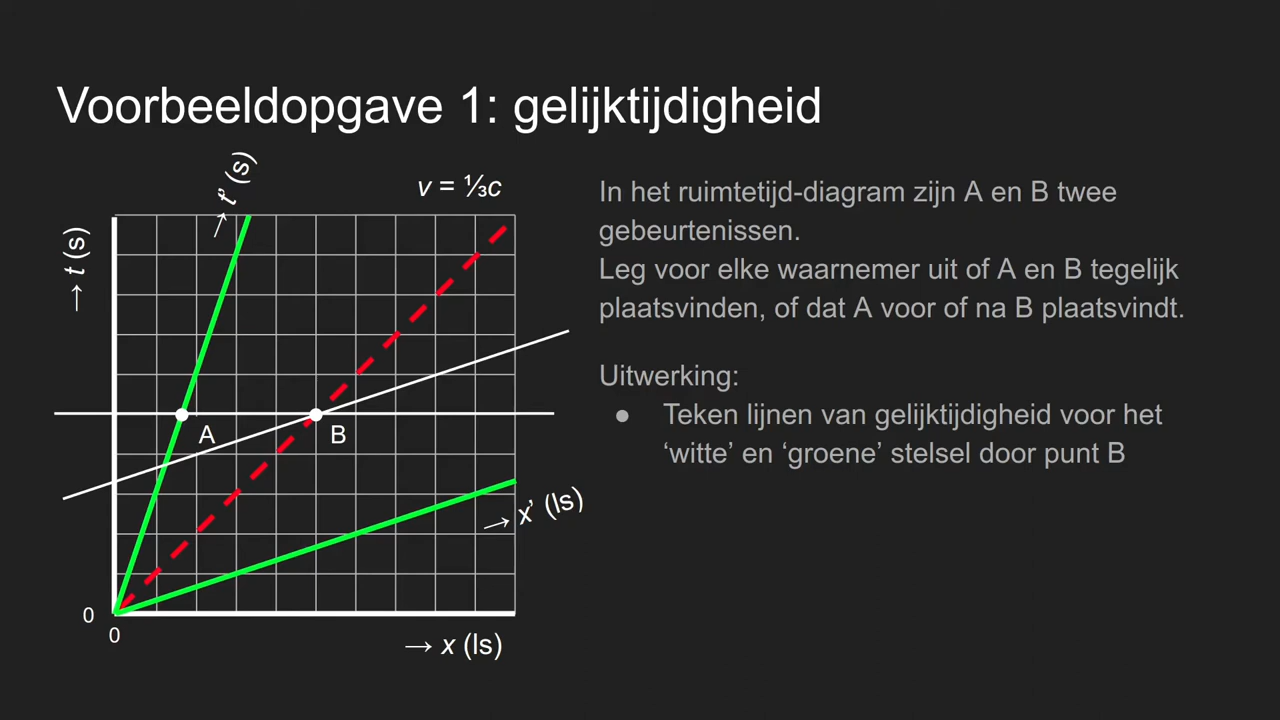 Voorbeeldopgave 1: gelijktijdigheid
→ t' (s)
v = ⅓c
→ t (s)
A
B
→ x' (ls)
0
0
→ x (ls)
In het ruimtetijd-diagram zijn A en B twee
gebeurtenissen.
Leg voor elke waarnemer uit of A en B tegelijk
plaatsvinden, of dat A voor of na B plaatsvindt.
Uitwerking:
● Teken lijnen van gelijktijdigheid voor het
‘witte’ en ‘groene’ stelsel door punt B